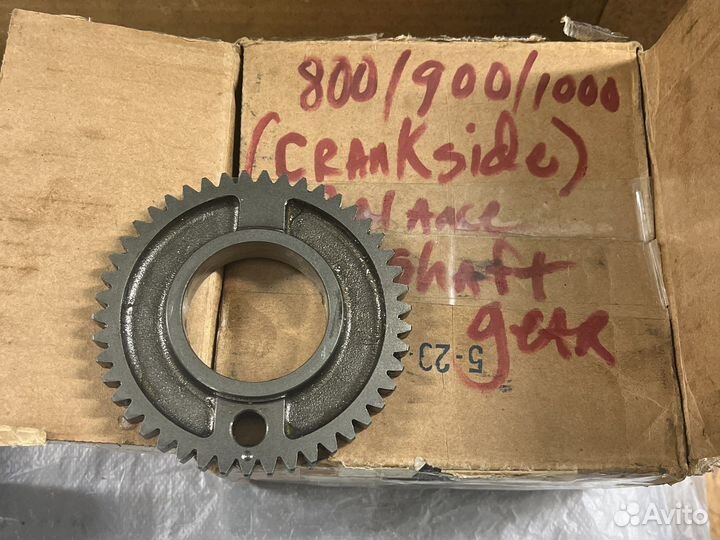 800/900/1000
(CRANKside)
shaft
gEAR
5-23
Avito